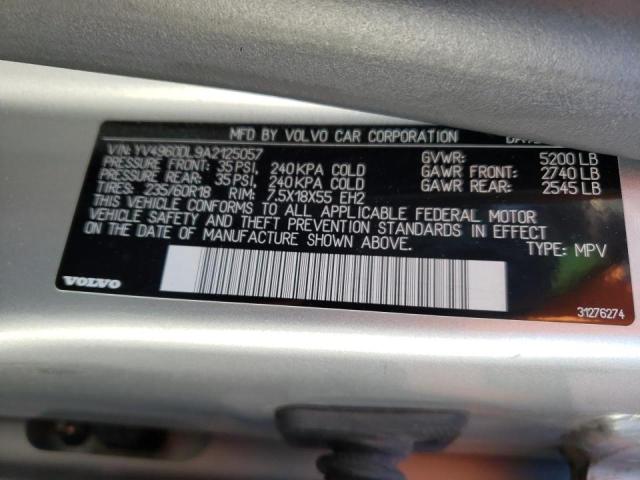 MFD BY VOLVO CAR CORPORATION
VIN: YV4960DL9A2125057
PRESSURE FRONT: 35 PSI, 240 KPA COLD
PRESSURE REAR: 35 PSI, 240 KPA COLD
TIRES: 235/60R18 RIM: 7.5X18X55 EH2
GVWR: 5200 LB
GAWR FRONT: 2740 LB
GAWR REAR: 2545 LB
THIS VEHICLE CONFORMS TO ALL APPLICABLE FEDERAL MOTOR
VEHICLE SAFETY AND THEFT PREVENTION STANDARDS IN EFFECT
ON THE DATE OF MANUFACTURE SHOWN ABOVE.
TYPE: MPV
VOLVO
31276274